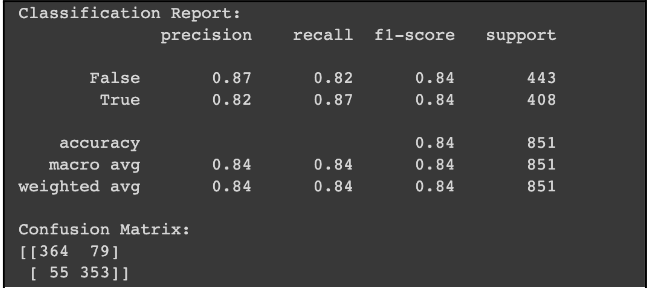 Classification Report:
              precision    recall  f1-score   support

       False       0.87      0.82      0.84       443
        True       0.82      0.87      0.84       408

    accuracy                           0.84       851
   macro avg       0.84      0.84      0.84       851
weighted avg       0.84      0.84      0.84       851

Confusion Matrix:
[[364  79]
 [ 55 353]]